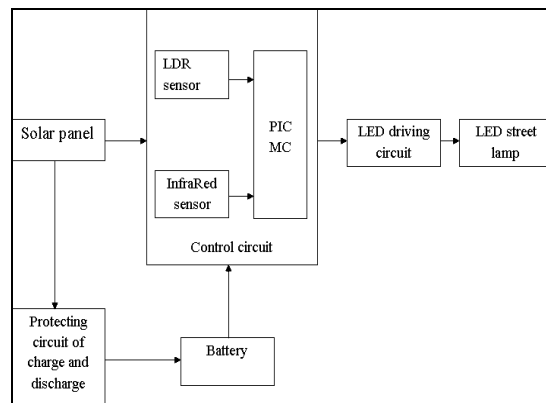 LDR
sensor
Solar panel
PIC
MC
LED driving
circuit
LED street
lamp
InfraRed
sensor
Control circuit
Protecting
circuit of
charge and
discharge
Battery